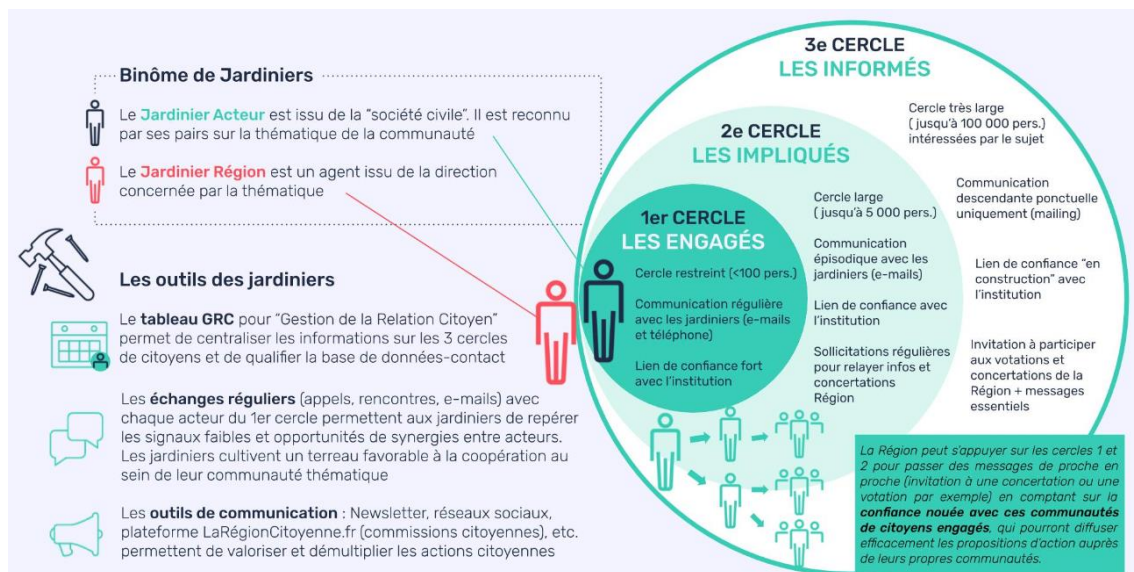 Binôme de Jardiniers
Le Jardinier Acteur est issu de la "société civile". Il est reconnu
par ses pairs sur la thématique de la communauté
Le Jardinier Région est un agent issu de la direction
concernée par la thématique
Les outils des jardiniers
Le tableau GRC pour "Gestion de la Relation Citoyen"
permet de centraliser les informations sur les 3 cercles
de citoyens et de qualifier la base de données-contact
Les échanges réguliers (appels, rencontres, e-mails) avec
chaque acteur du 1er cercle permettent aux jardiniers de repérer
les signaux faibles et opportunités de synergies entre acteurs.
Les jardiniers cultivent un terreau favorable à la coopération au
sein de leur communauté thématique
Les outils de communication : Newsletter, réseaux sociaux,
plateforme LaRégionCitoyenne.fr (commissions citoyennes), etc.
permettent de valoriser et démultiplier les actions citoyennes
1er CERCLE
LES ENGAGÉS
Cercle restreint (<100 pers.)
Communication régulière
avec les jardiniers (e-mails
et téléphone)
Lien de confiance fort
avec l'institution
2e CERCLE
LES IMPLIQUÉS
Cercle large
( jusqu'à 5 000 pers.)
Communication
épisodique avec les
jardiniers (e-mails)
Lien de confiance avec
l'institution
Sollicitations régulières
pour relayer infos et
concertations
Région
3e CERCLE
LES INFORMÉS
Cercle très large
( jusqu'à 100 000 pers.)
intéressées par le sujet
Communication
descendante ponctuelle
uniquement (mailing)
Lien de confiance "en
construction" avec
l'institution
Invitation à participer
aux votations et
concertations de la
Région + messages
essentiels
La Région peut s'appuyer sur les cercles 1 et
2 pour passer des messages de proche en
proche (invitation à une concertation ou une
votation par exemple) en comptant sur la
confiance nouée avec ces communautés
de citoyens engagés, qui pourront diffuser
efficacement les propositions d'action auprès
de leurs propres communautés.